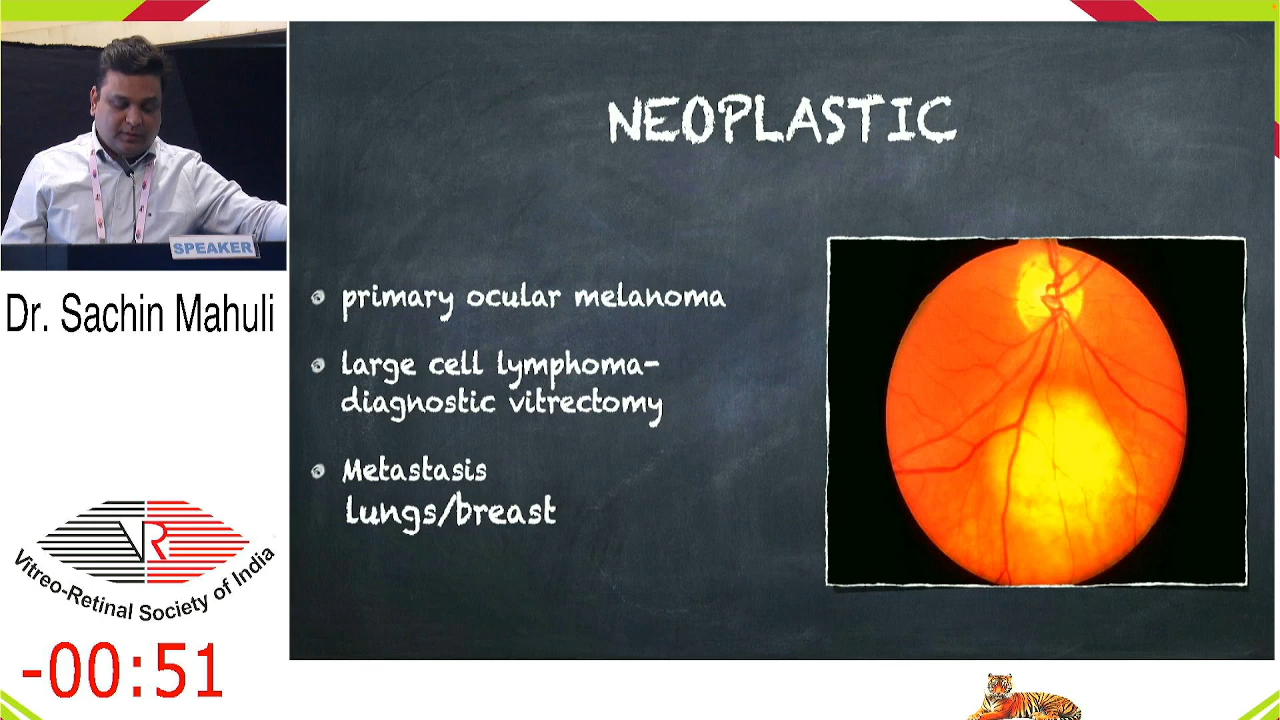 SPEAKER
Dr. Sachin Mahuli
VR
Vitreo-Retinal Society of India
-00:51
NEOPLASTIC
primary ocular melanoma
large cell lymphoma-
diagnostic vitrectomy
Metastasis
lungs/breast